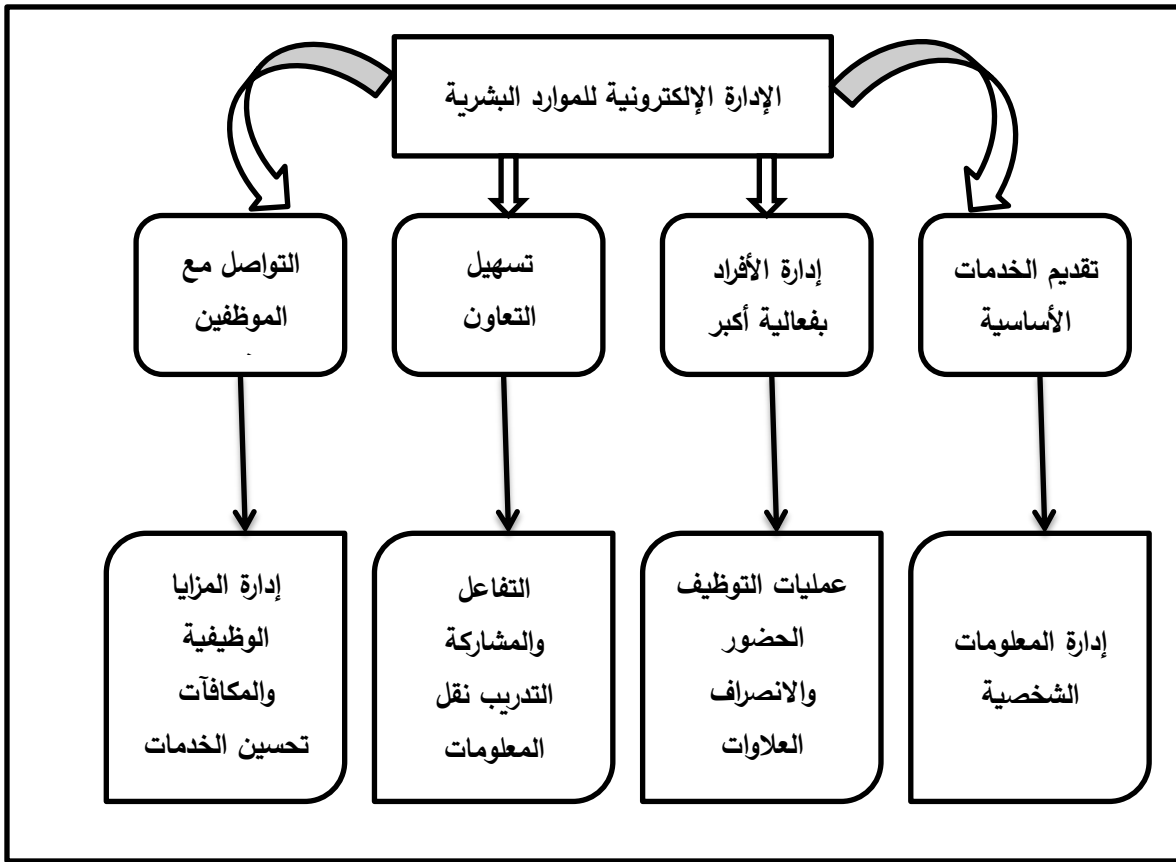 الإدارة الإلكترونية للموارد البشرية
تقديم الخدمات
الأساسية
إدارة الأفراد
بفعالية أكبر
تسهيل
التعاون
التواصل مع
الموظفين
إدارة المعلومات
الشخصية
عمليات التوظيف
الحضور
والانصراف
العلاوات
التفاعل
والمشاركة
التدريب نقل
المعلومات
إدارة المزايا
الوظيفية
والمكافآت
تحسين الخدمات